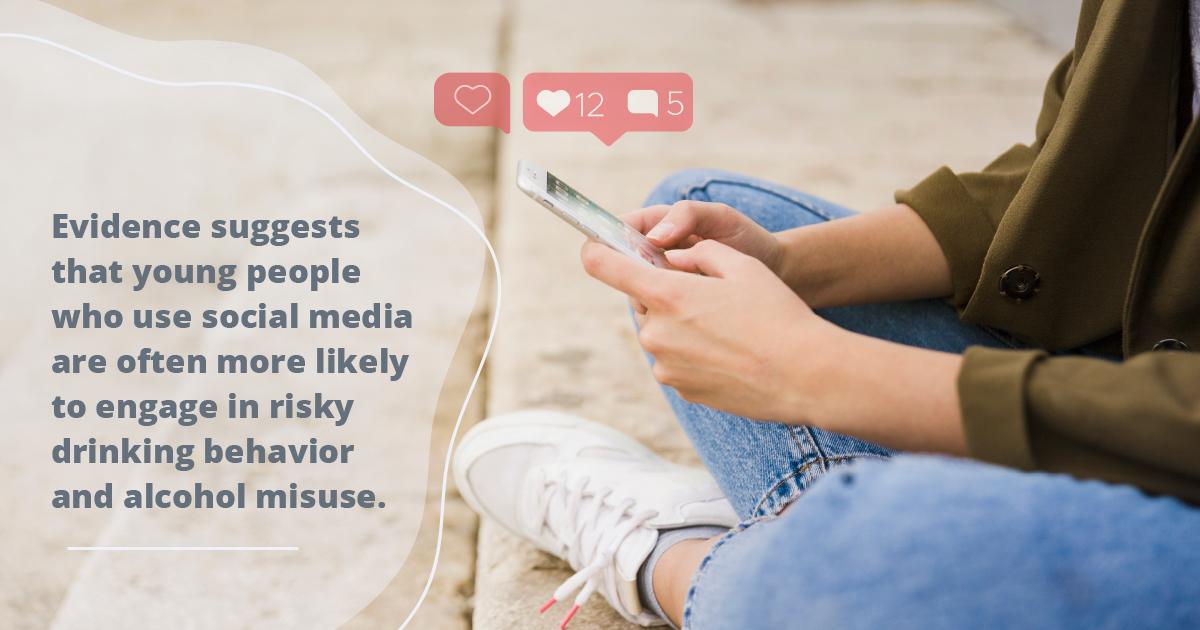 12 5
Evidence suggests
that young people
who use social media
are often more likely
to engage in risky
drinking behavior
and alcohol misuse.